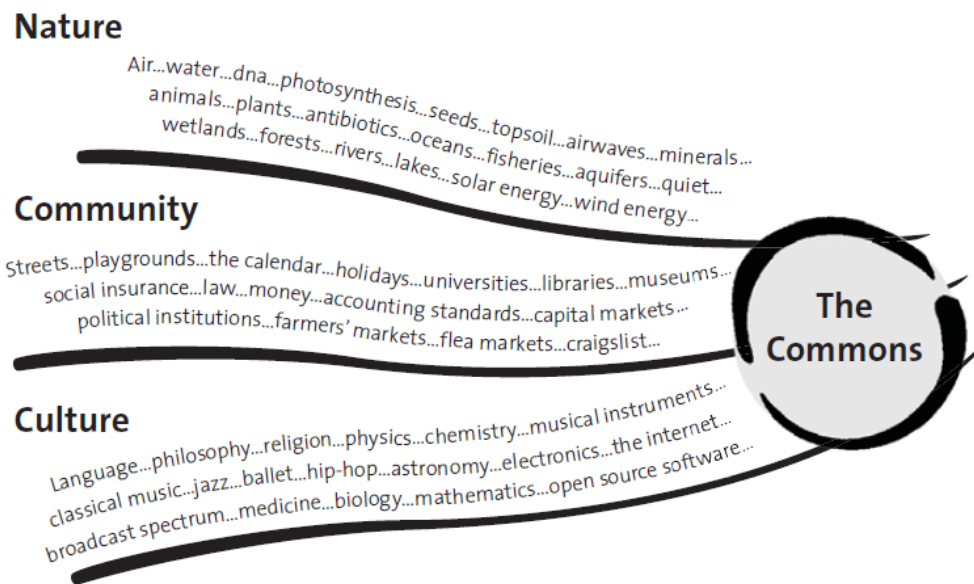 Nature
Air...water...dna...photosynthesis...seeds...topsoil...airwaves...minerals...
animals...plants...antibiotics...oceans...fisheries...aquifers...quiet...
wetlands...forests...rivers...lakes...solar energy...wind energy...
Community
Streets...playgrounds...the calendar...holidays...universities...libraries...museums...
social insurance...law...money...accounting standards...capital markets...
political institutions...farmers' markets...flea markets...craigslist...
The
Commons
Culture
Language...philosophy...religion...physics...chemistry...musical instruments...
classical music...jazz...ballet...hip-hop...astronomy...electronics...the internet...
broadcast spectrum...medicine...biology...mathematics...open source software...